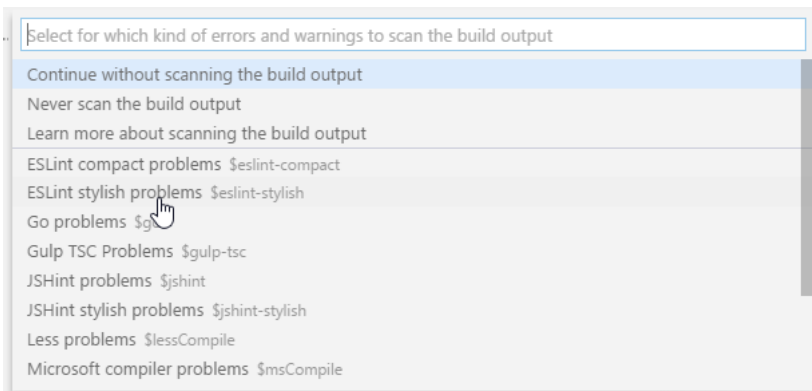 Select for which kind of errors and warnings to scan the build output
Continue without scanning the build output
Never scan the build output
Learn more about scanning the build output
ESLint compact problems $eslint-compact
ESLint stylish problems $eslint-stylish
Go problems
Gulp TSC Problems $gulp-tsc
JSHint problems $jshint
JSHint stylish problems $jshint-stylish
Less problems $lessCompile
Microsoft compiler problems $msCompile